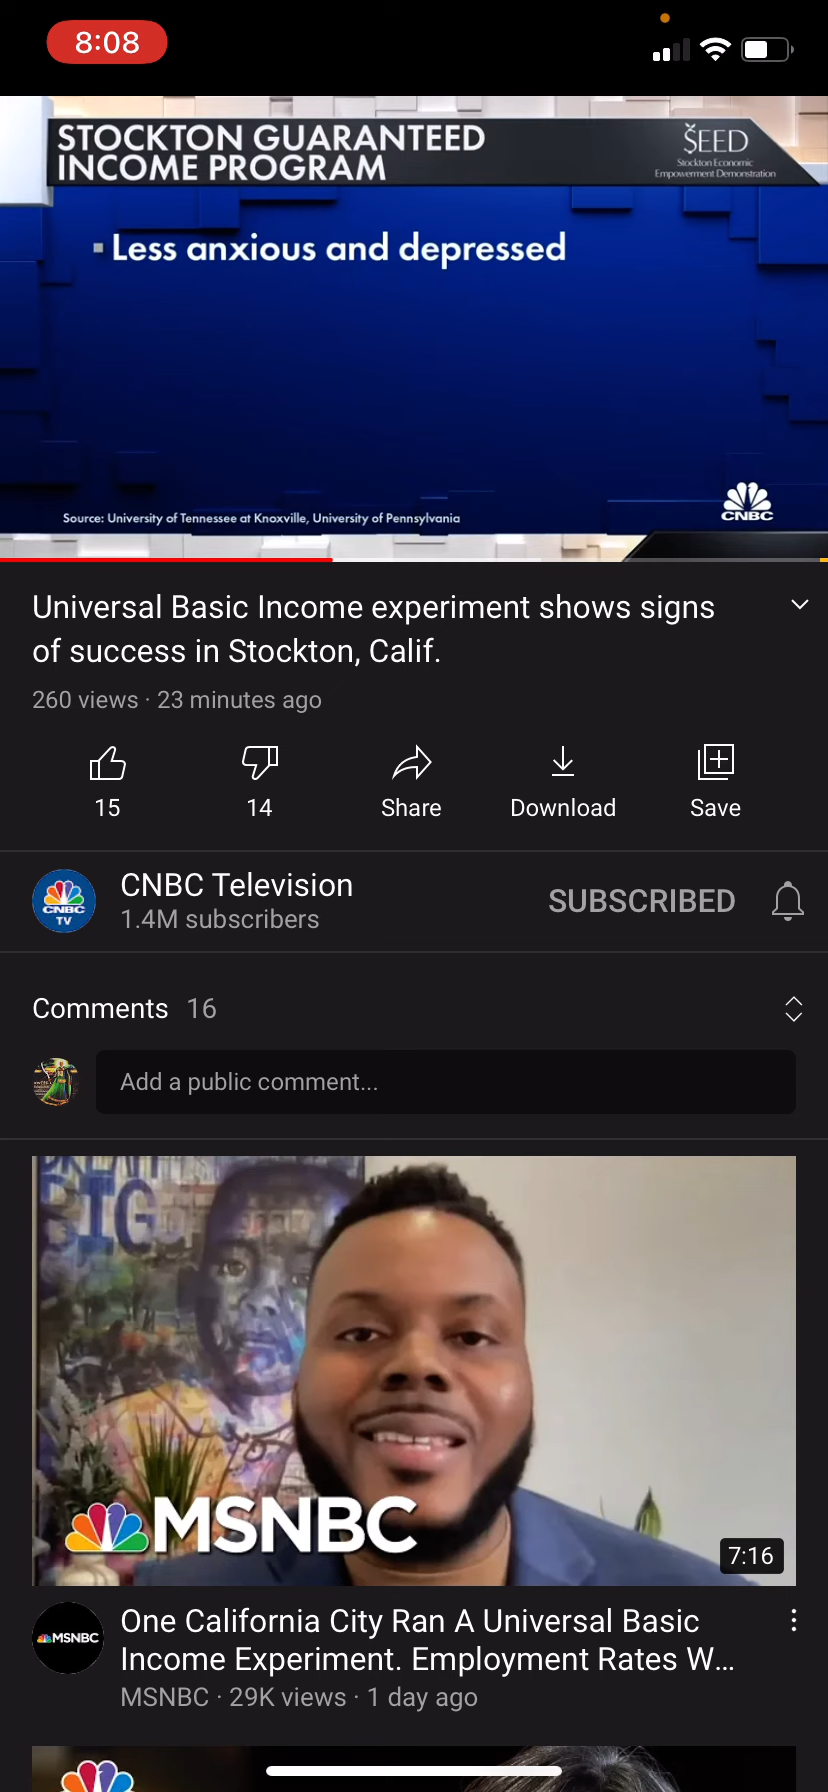 8:08
STOCKTON GUARANTEED
INCOME PROGRAM
SEED
Stockton Economic
Empowerment Demonstration
Less anxious and depressed
Source: University of Tennessee at Knoxville, University of Pennsylvania
CNBC
Universal Basic Income experiment shows signs
of success in Stockton, Calif.
260 views · 23 minutes ago
15
14
Share
Download
Save
CNBC
TV
CNBC Television
1.4M subscribers
SUBSCRIBED
Comments 16
Add a public comment...
MSNBC
7:16
MSNBC
One California City Ran A Universal Basic
Income Experiment. Employment Rates W...
MSNBC · 29K views · 1 day ago